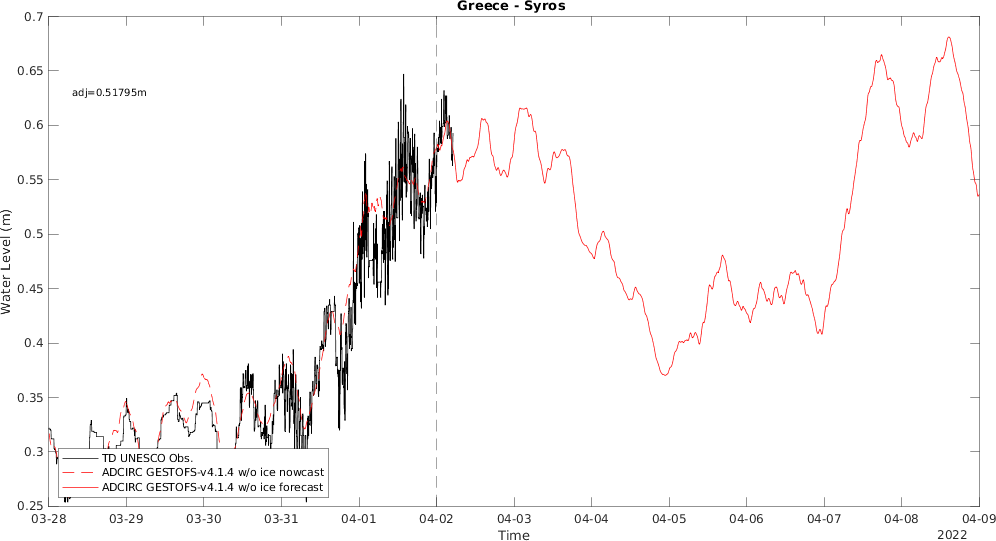 Greece - Syros
0.7
0.65
0.6
0.55
0.5
0.45
0.4
0.35
0.3
0.25
Water Level (m)
adj=0.51795m
TD UNESCO Obs.
ADCIRC GESTOFS-v4.1.4 w/o ice nowcast
ADCIRC GESTOFS-v4.1.4 w/o ice forecast
03-28 03-29 03-30 03-31 04-01 04-02 04-03 04-04 04-05 04-06 04-07 04-08 04-09
Time
2022